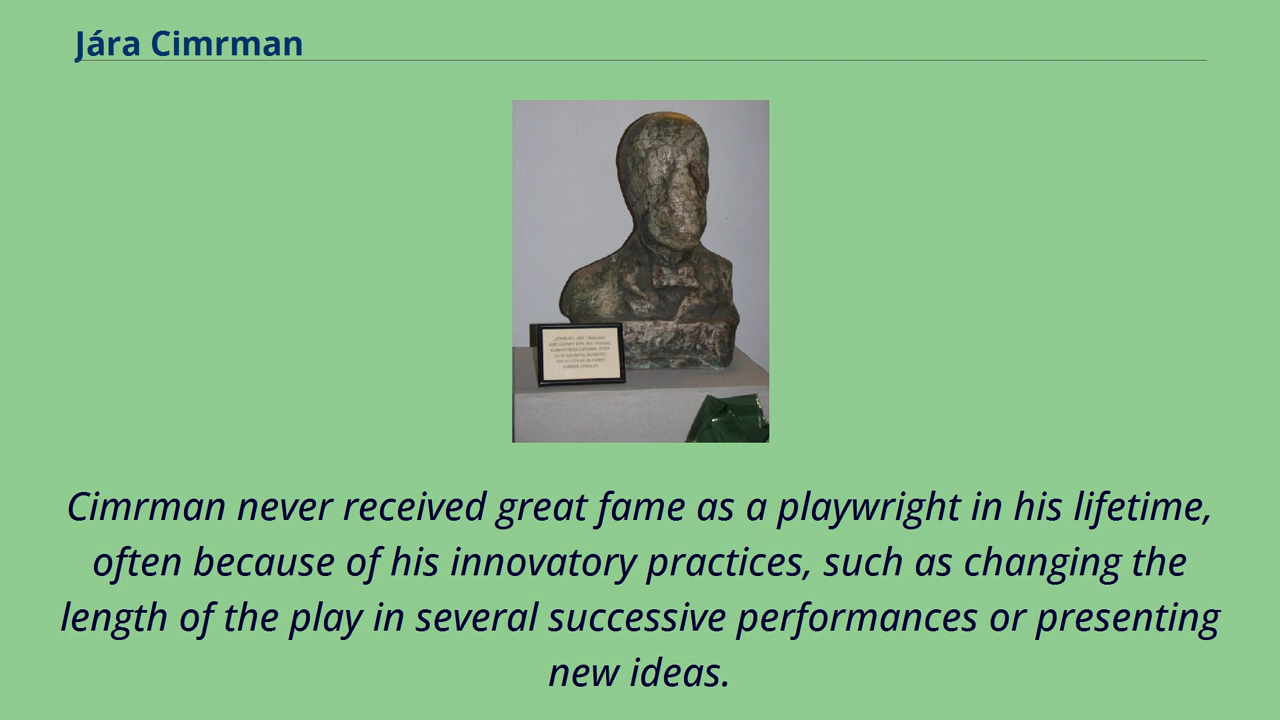 Jára Cimrman
Cimrman never received great fame as a playwright in his lifetime,
often because of his innovatory practices, such as changing the
length of the play in several successive performances or presenting
new ideas.